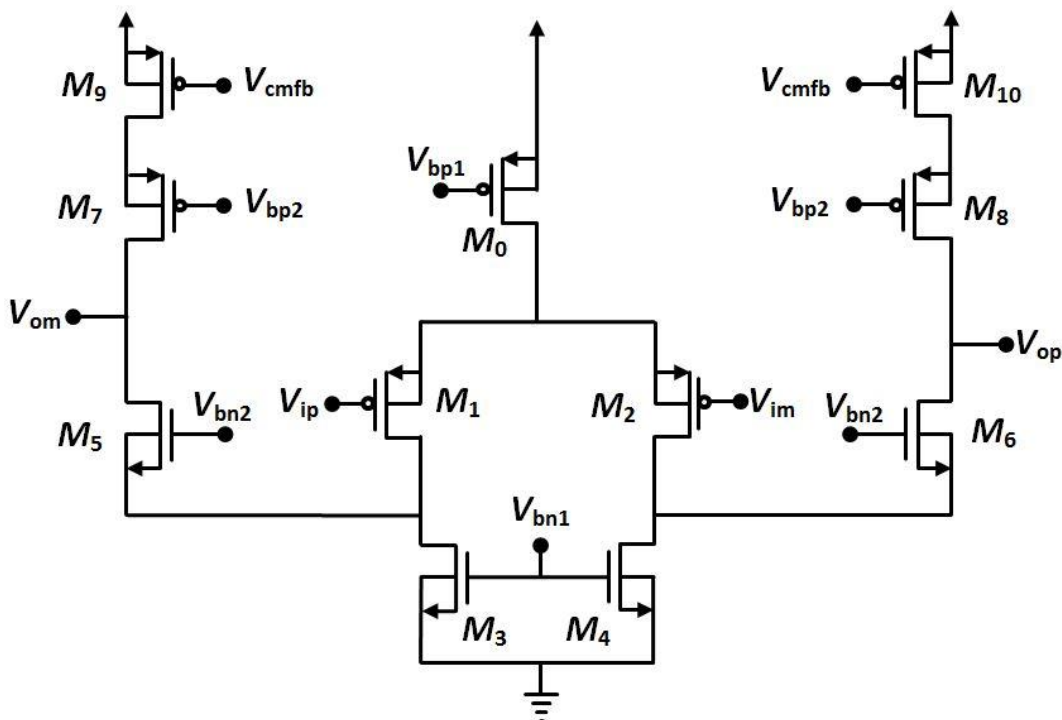 M9 Vcmfb Vcmfb M10
Vbp1
M7 Vbp2 Vbp2 M8
M0
Vom Vop
Vip M1 M2 Vim
M5 Vbn2 Vbn2 M6
Vbn1
M3 M4